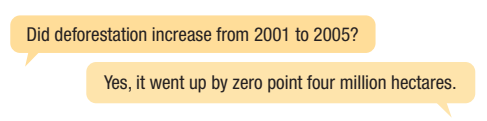 Did deforestation increase from 2001 to 2005?
Yes, it went up by zero point four million hectares.